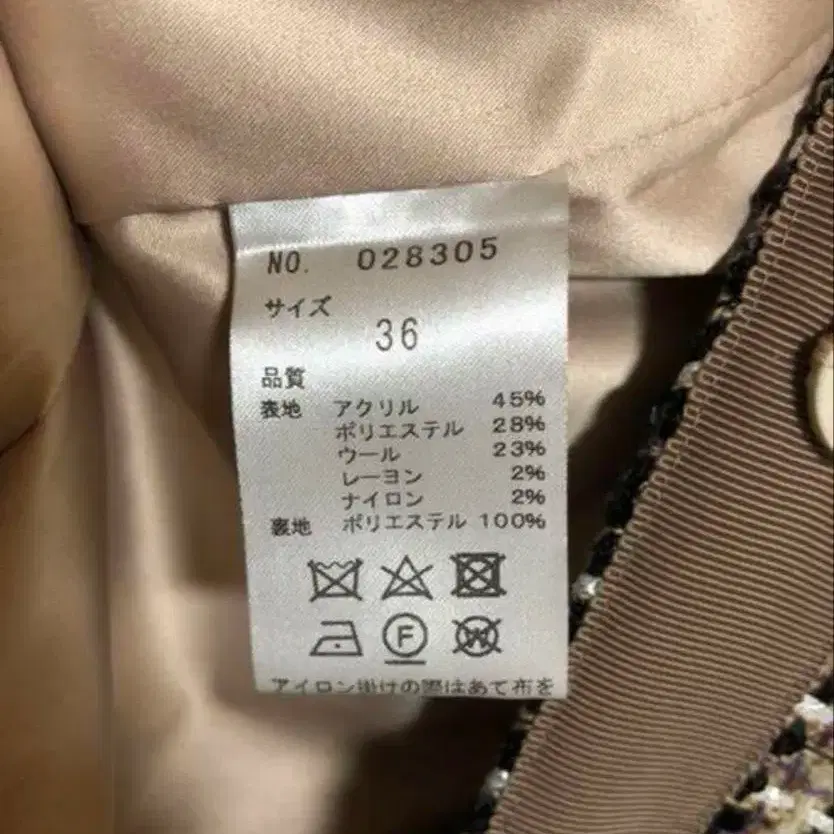 NO. 028305
サイズ
36
品質
表地 アクリル 45%
ポリエステル 28%
ウール 23%
レーヨン 2%
ナイロン 2%
裏地 ポリエステル 100%
F W
アイロン掛けの際はあて布を